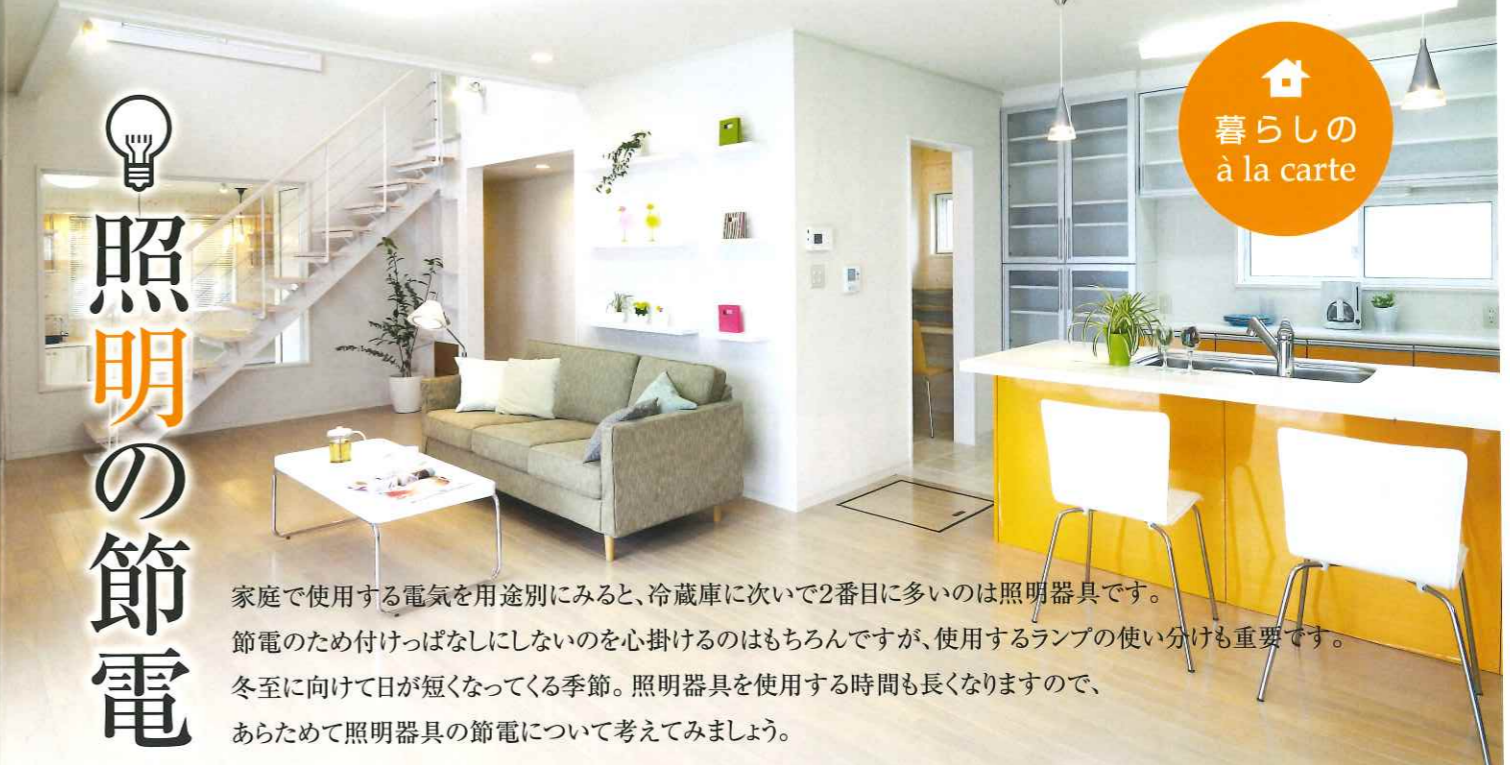 照明の節電
暮らしの
à la carte
家庭で使用する電気を用途別にみると、冷蔵庫に次いで2番目に多いのは照明器具です。
節電のため付けっぱなしにしないのを心掛けるのはもちろんですが、使用するランプの使い分けも重要です。
冬至に向けて日が短くなってくる季節。照明器具を使用する時間も長くなりますので、
あらためて照明器具の節電について考えてみましょう。